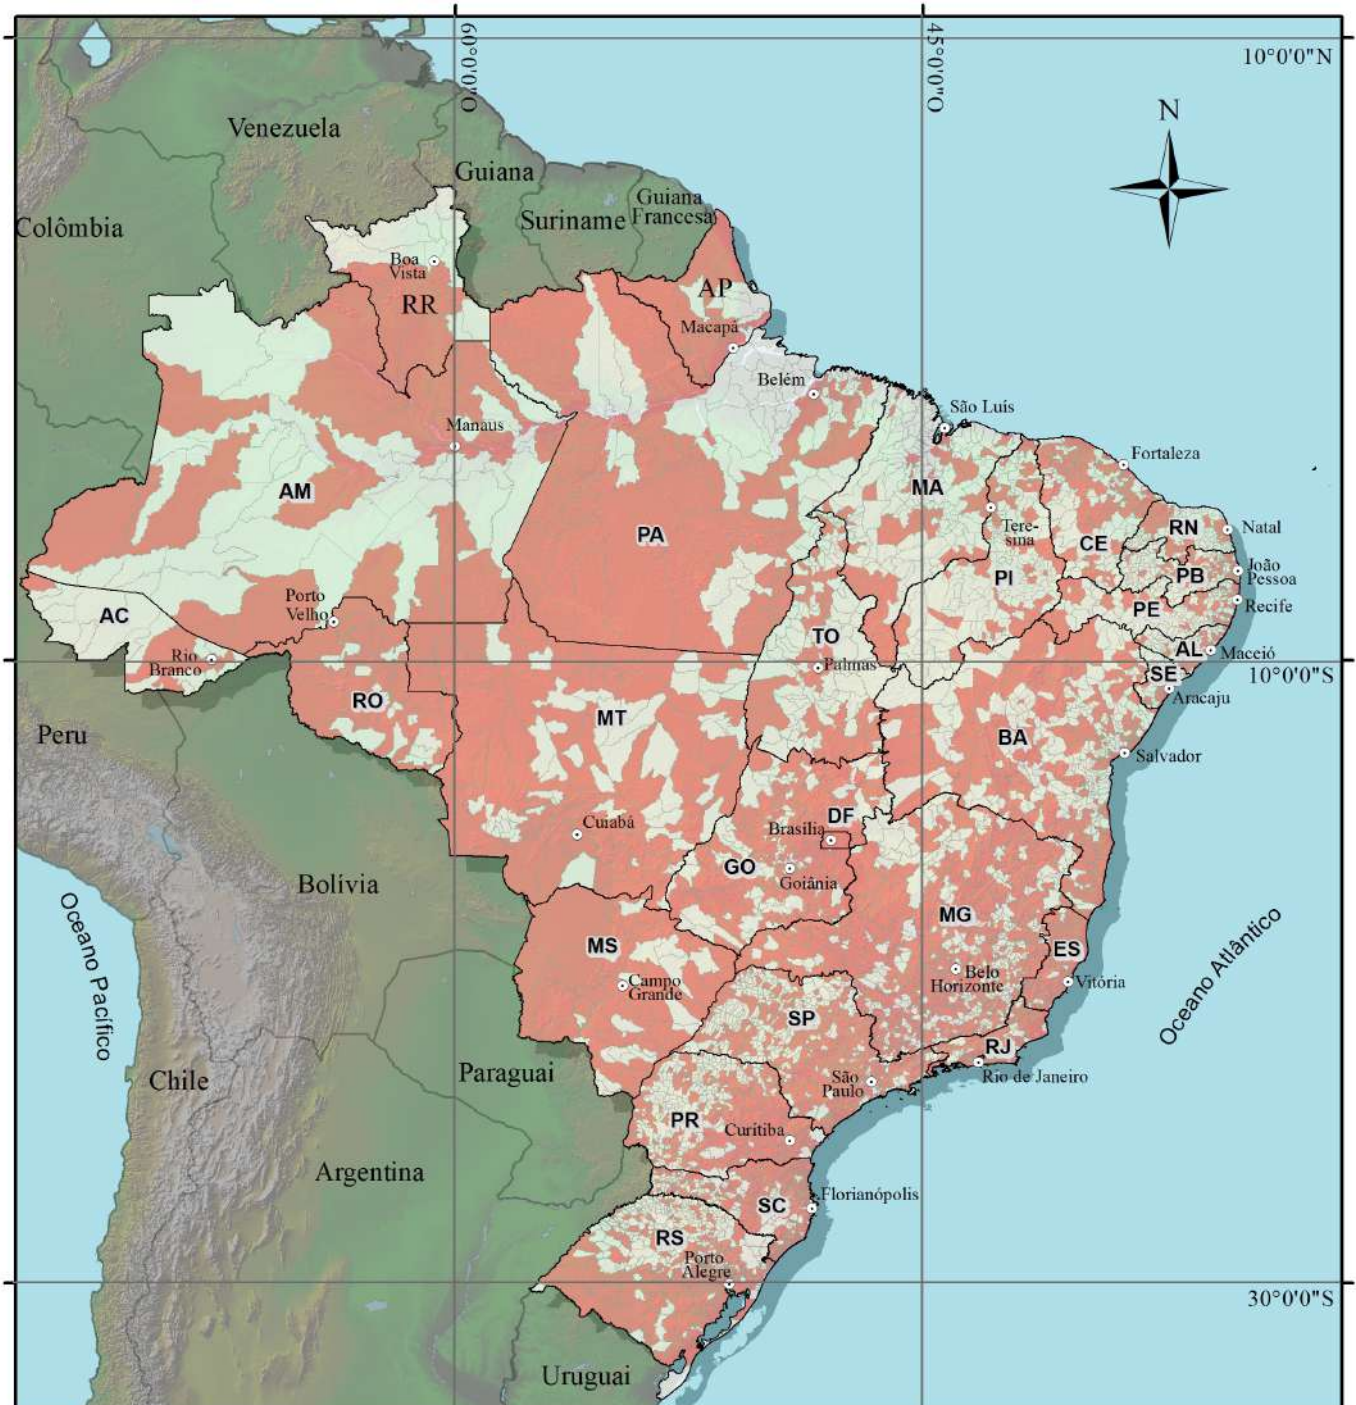 60°0'0"O
45°0'0"O
10°0'0"N
N
Venezuela
Guiana
Guiana
Francesa
Suriname
Colômbia
Boa
Vista
RR
AP
Macapá
Belém
São Luís
Manaus
Fortaleza
AM
MA
PA
Tere-
sina
CE
RN
Natal
PI
PB
João
Pessoa
Porto
Velho
PE
Recife
AC
TO
AL
Maceió
Rio
Branco
Palmas
SE
10°0'0"S
Aracaju
RO
MT
Peru
BA
Salvador
DF
Cuiabá
Brasília
GO
Goiânia
Bolívia
Oceano Pacífico
MG
Oceano Atlântico
MS
ES
Campo
Grande
Belo
Horizonte
Vitória
SP
RJ
Chile
Paraguai
São
Paulo
Rio de Janeiro
PR
Curitiba
Argentina
SC
Florianópolis
RS
Porto
Alegre
30°0'0"S
Uruguai